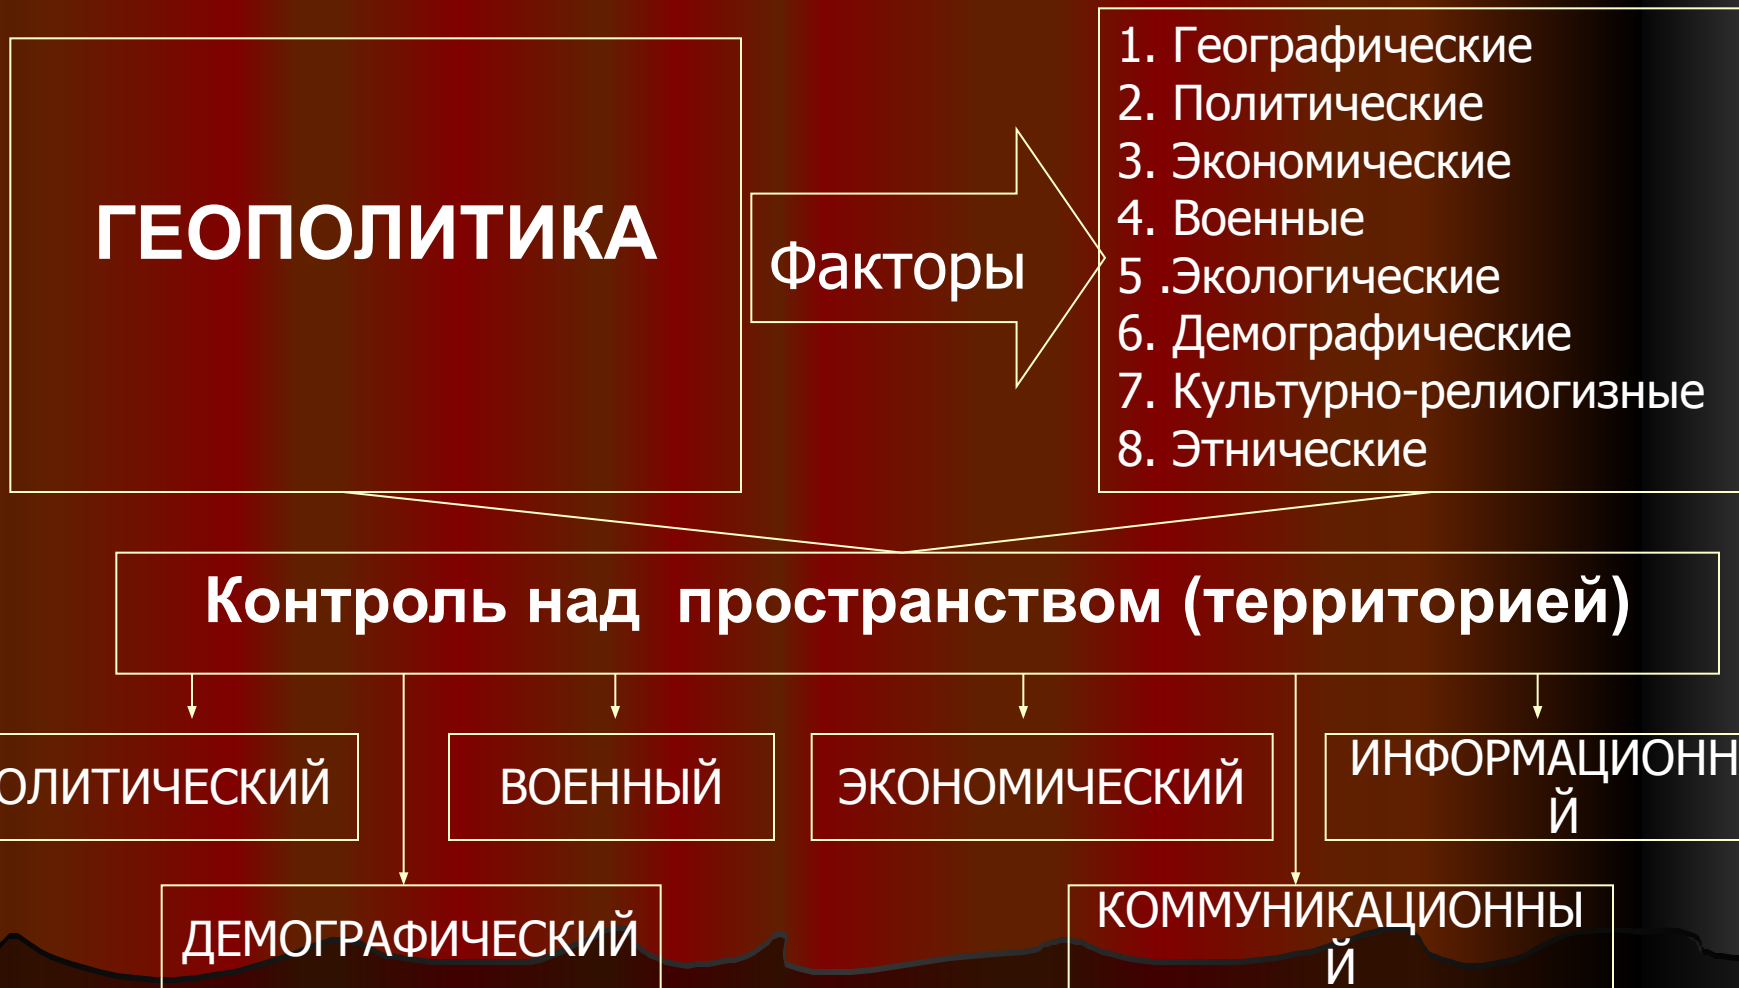 ГЕОПОЛИТИКА
Факторы
1. Географические
2. Политические
3. Экономические
4. Военные
5 .Экологические
6. Демографические
7. Культурно-религизные
8. Этнические
Контроль над  пространством (территорией)
ОЛИТИЧЕСКИЙ
ВОЕННЫЙ
ЭКОНОМИЧЕСКИЙ
ИНФОРМАЦИОНН
Й
ДЕМОГРАФИЧЕСКИЙ
КОММУНИКАЦИОННЫ
Й